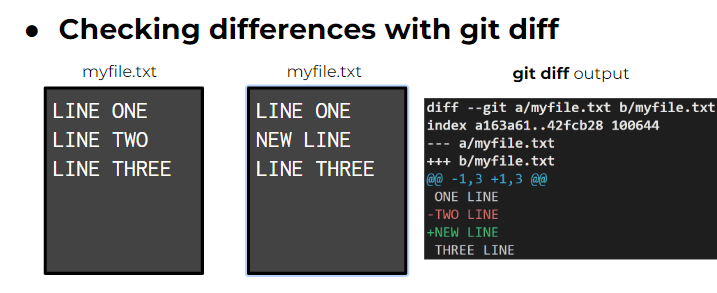 ● Checking differences with git diff
myfile.txt
LINE ONE
LINE TWO
LINE THREE
myfile.txt
LINE ONE
NEW LINE
LINE THREE
git diff output
diff --git a/myfile.txt b/myfile.txt
index a163a61..42fcb28 100644
--- a/myfile.txt
+++ b/myfile.txt
@@ -1,3 +1,3 @@
 ONE LINE
-TWO LINE
+NEW LINE
 THREE LINE